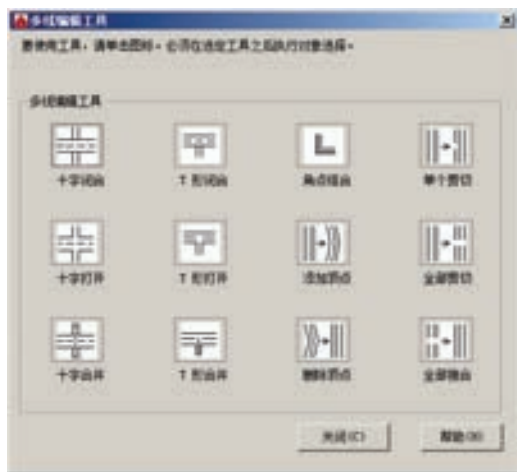 多线编辑工具
要使用工具，请单击图标。必须在选定工具之后执行对象选择。
多线编辑工具
十字闭合 T 形闭合 角点结合 单个剪切
十字打开 T 形打开 添加顶点 全部剪切
十字合并 T 形合并 删除顶点 全部接合
关闭(C) 帮助(H)